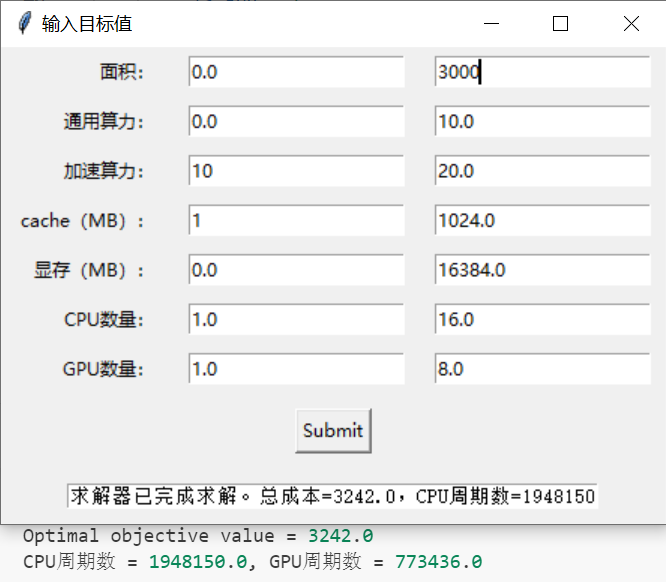 输入目标值
面积： 0.0 3000
通用算力： 0.0 10.0
加速算力： 10 20.0
cache（MB）： 1 1024.0
显存（MB）： 0.0 16384.0
CPU数量： 1.0 16.0
GPU数量： 1.0 8.0
Submit
求解器已完成求解。总成本=3242.0，CPU周期数=1948150
Optimal objective value = 3242.0
CPU周期数 = 1948150.0, GPU周期数 = 773436.0